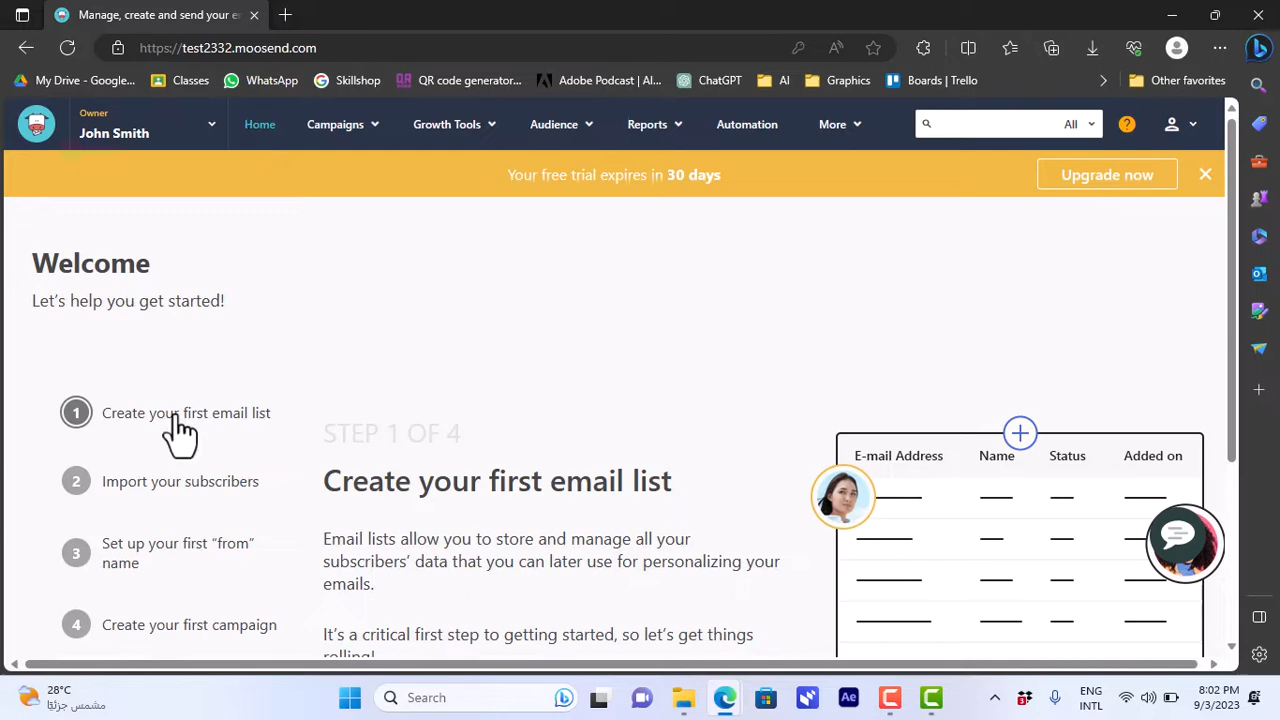 Manage, create and send your en
https://test2332.moosend.com
My Drive - Google...
Classes
WhatsApp
Skillshop
QR code generator...
Adobe Podcast | AI...
ChatGPT
AI
Graphics
Boards | Trello
Other favorites
Owner
John Smith
Home
Campaigns
Growth Tools
Audience
Reports
Automation
More
All
?
Your free trial expires in 30 days
Upgrade now
Welcome
Let's help you get started!
1 Create your first email list
2 Import your subscribers
3 Set up your first “from”
name
4 Create your first campaign
STEP 1 OF 4
Create your first email list
Email lists allow you to store and manage all your
subscribers’ data that you can later use for personalizing your
emails.
It’s a critical first step to getting started, so let’s get things
rolling!
E-mail Address Name Status Added on
28°C
مشمس جزئيًا
Search
Ae
3
ENG
INTL
8:02 PM
9/3/2023